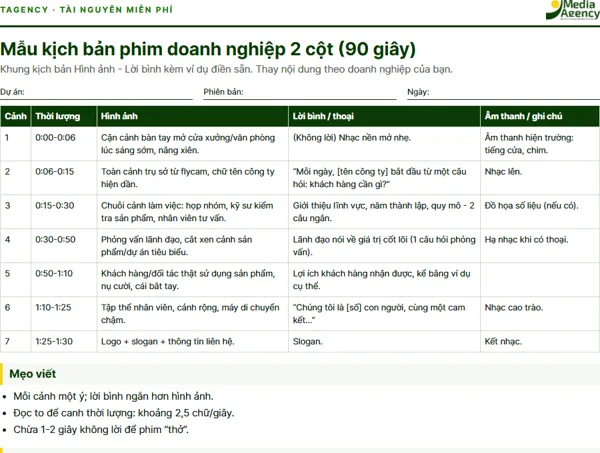 TAGENCY · TÀI NGUYÊN MIỄN PHÍ
Media
Agency
Mẫu kịch bản phim doanh nghiệp 2 cột (90 giây)
Khung kịch bản Hình ảnh - Lời bình kèm ví dụ điền sẵn. Thay nội dung theo doanh nghiệp của bạn.
Dự án: Phiên bản: Ngày:
Cảnh Thời lượng Hình ảnh Lời bình / thoại Âm thanh / ghi chú
1 0:00-0:06 Cận cảnh bàn tay mở cửa xưởng/văn phòng (Không lời) Nhạc nền mở nhẹ. Âm thanh hiện trường:
lúc sáng sớm, nắng xiên. tiếng cửa, chim.
2 0:06-0:15 Toàn cảnh trụ sở từ flycam, chữ tên công ty "Mỗi ngày, [tên công ty] bắt đầu từ một câu Nhạc lên.
hiện dần. hỏi: khách hàng cần gì?"
3 0:15-0:30 Chuỗi cảnh làm việc: họp nhóm, kỹ sư kiểm Giới thiệu lĩnh vực, năm thành lập, quy mô - 2 Đồ họa số liệu (nếu có).
tra sản phẩm, nhân viên tư vấn. câu ngắn.
4 0:30-0:50 Phỏng vấn lãnh đạo, cắt xen cảnh sản Lãnh đạo nói về giá trị cốt lõi (1 câu hỏi phỏng Hạ nhạc khi có thoại.
phẩm/dự án tiêu biểu. vấn).
5 0:50-1:10 Khách hàng/đối tác thật sử dụng sản phẩm, Lợi ích khách hàng nhận được, kể bằng ví dụ
nụ cười, cái bắt tay. cụ thể.
6 1:10-1:25 Tập thể nhân viên, cảnh rộng, máy di chuyển "Chúng tôi là [số] con người, cùng một cam Nhạc cao trào.
chậm. kết..."
7 1:25-1:30 Logo + slogan + thông tin liên hệ. Slogan. Kết nhạc.
Mẹo viết
• Mỗi cảnh một ý; lời bình ngắn hơn hình ảnh.
• Đọc to để canh thời lượng: khoảng 2,5 chữ/giây.
• Chừa 1-2 giây không lời để phim "thở".